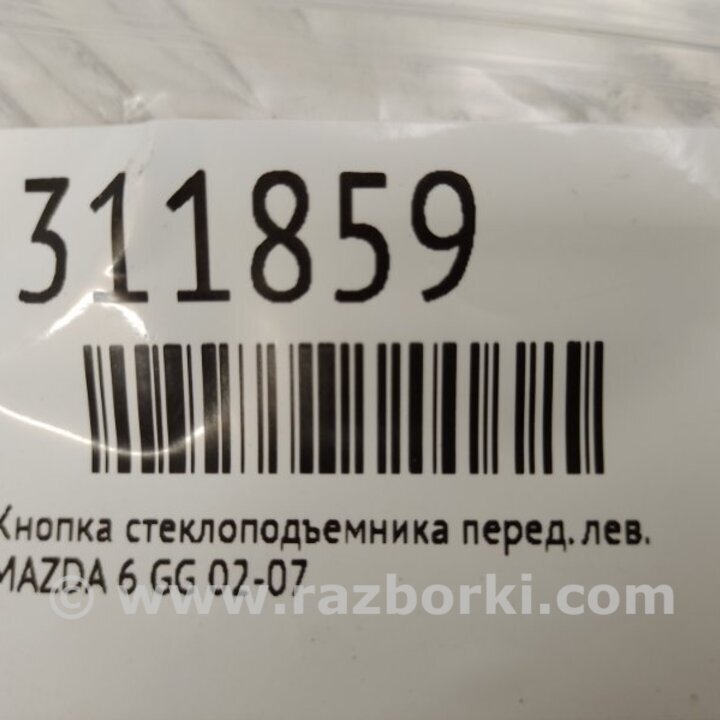 311859
Кнопка стеклоподъемника перед. лев.
MAZDA 6 GG 02-07
© www.razborki.com